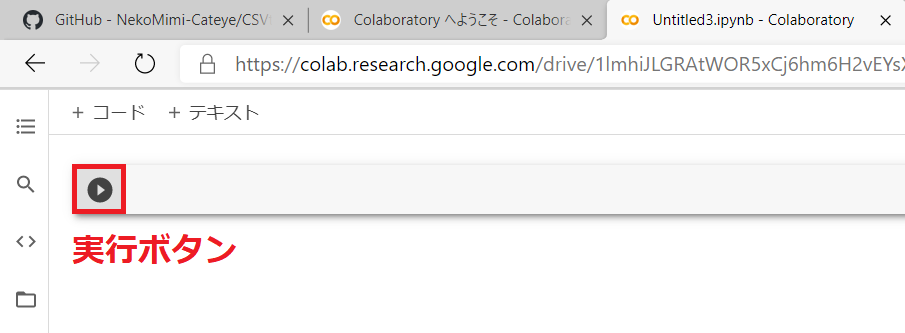 GitHub - NekoMimi-Cateye/CSV
Colaboratory へようこそ - Colabora
Untitled3.ipynb - Colaboratory
https://colab.research.google.com/drive/1lmhiJLGRAtWOR5xCj6hm6H2vEYsX
+ コード + テキスト
実行ボタン